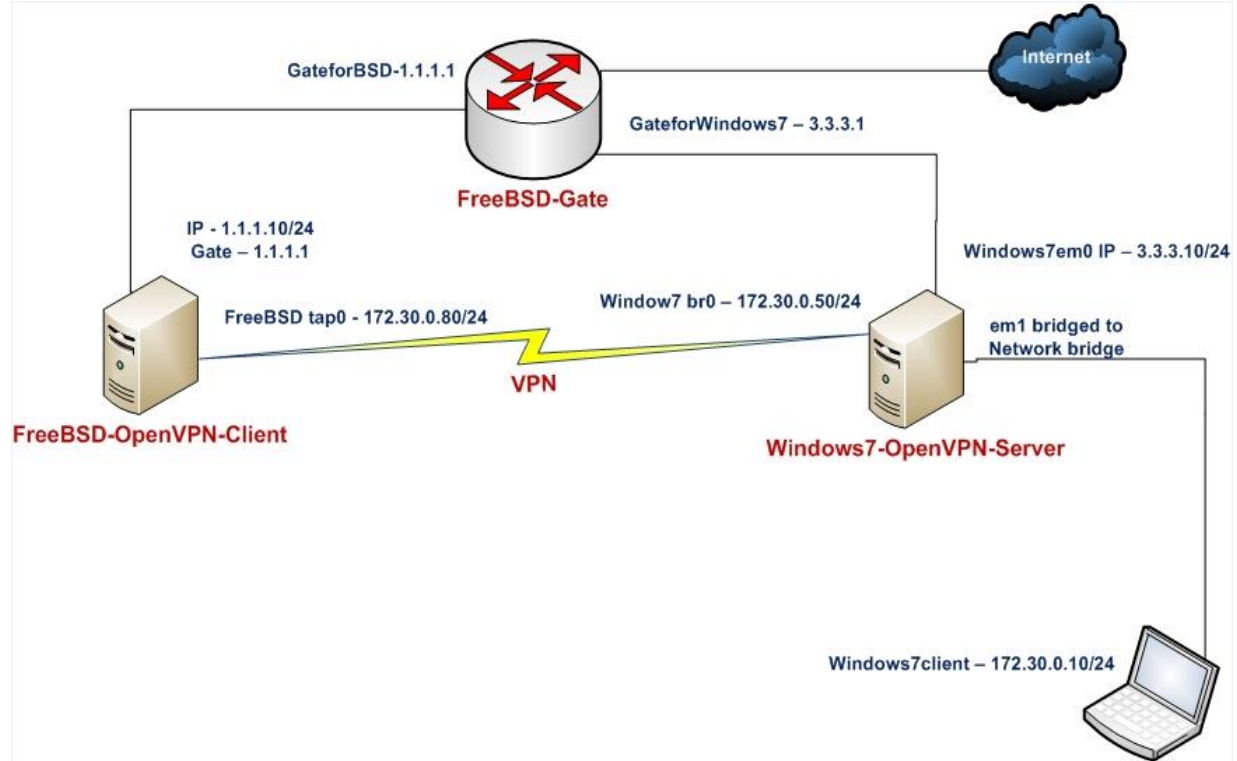 GateforBSD-1.1.1.1
Internet
GateforWindows7 – 3.3.3.1
FreeBSD-Gate
IP - 1.1.1.10/24
Gate – 1.1.1.1
Windows7em0 IP – 3.3.3.10/24
FreeBSD tap0 - 172.30.0.80/24
Window7 br0 – 172.30.0.50/24
em1 bridged to
Network bridge
VPN
FreeBSD-OpenVPN-Client
Windows7-OpenVPN-Server
Windows7client – 172.30.0.10/24